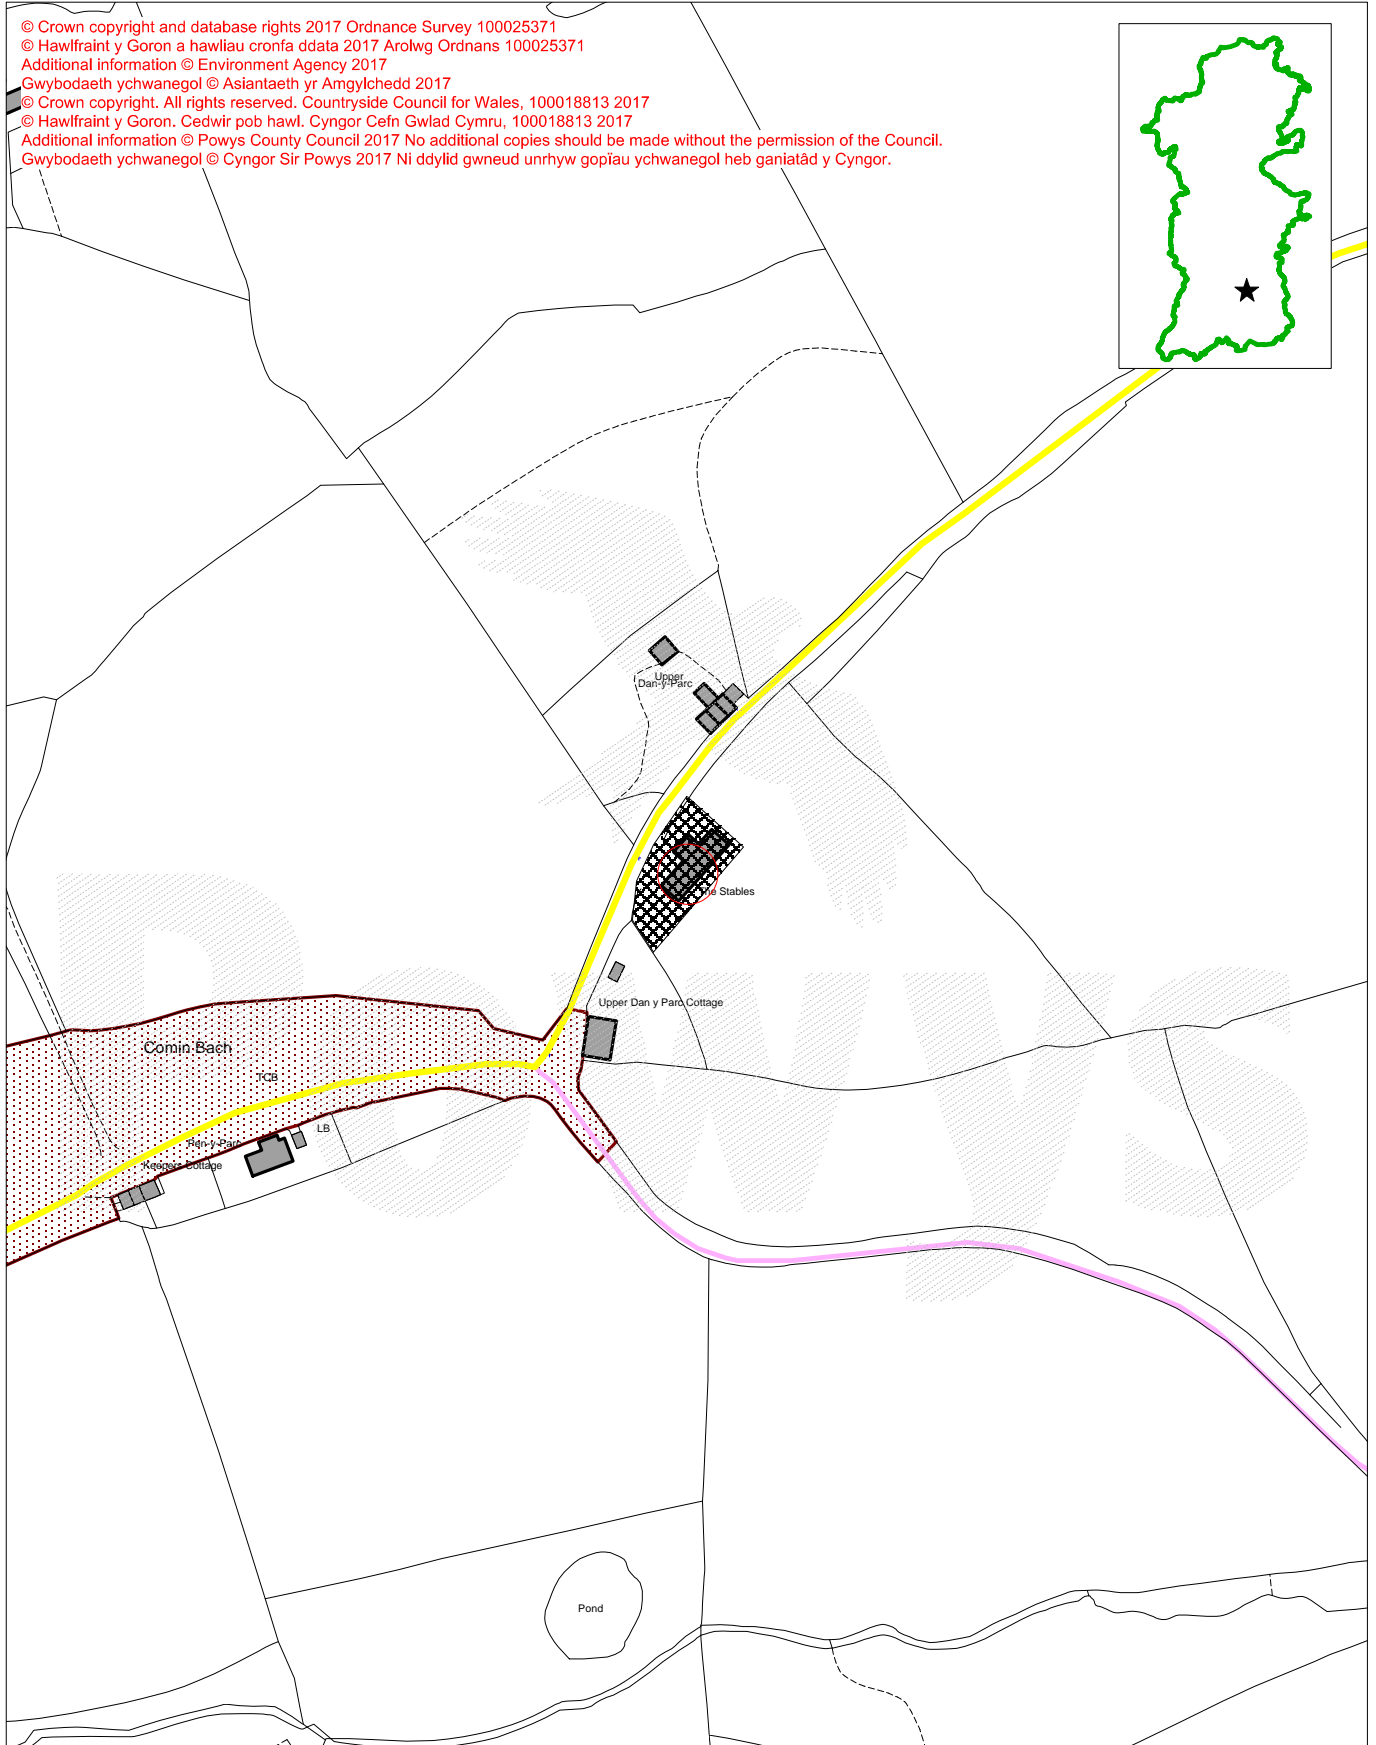 © Crown copyright and database rights 2017 Ordnance Survey 100025371
© Hawlfraint y Goron a hawliau cronfa ddata 2017 Arolwg Ordnans 100025371
Additional information © Environment Agency 2017
Gwybodaeth ychwanegol © Asiantaeth yr Amgylchedd 2017
© Crown copyright. All rights reserved. Countryside Council for Wales, 100018813 2017
© Hawlfraint y Goron. Cedwir pob hawl. Cyngor Cefn Gwlad Cymru, 100018813 2017
Additional information © Powys County Council 2017 No additional copies should be made without the permission of the Council.
Gwybodaeth ychwanegol © Cyngor Sir Powys 2017 Ni ddylid gwneud unrhyw gopïau ychwanegol heb ganiatâd y Cyngor.
Upper
Dan-y-Parc
The Stables
Upper Dan y Parc Cottage
POWYS
Comin Bach
TCB
LB
Pen-y-Parc
Keepers Cottage
Pond